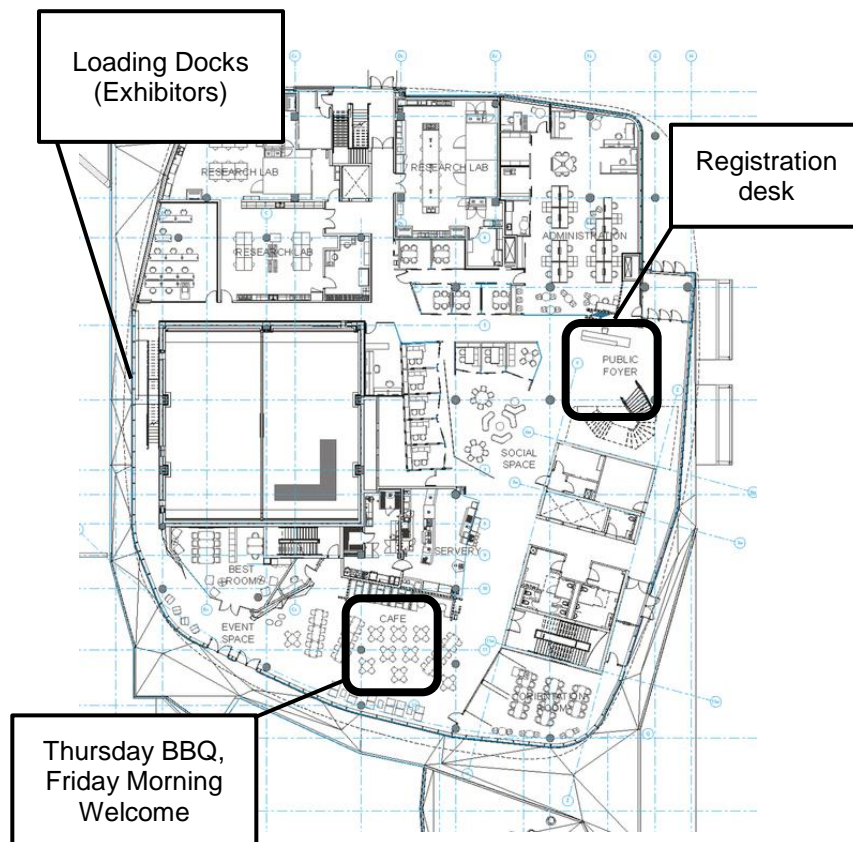 Loading Docks
(Exhibitors)
Registration
desk
RESEARCH LAB
RESEARCH LAB
RESEARCH LAB
ADMINISTRATION
PUBLIC
FOYER
SOCIAL
SPACE
SERVERY
BEST
ROOM
EVENT
SPACE
CAFE
ORIENTATION
ROOM
Thursday BBQ,
Friday Morning
Welcome